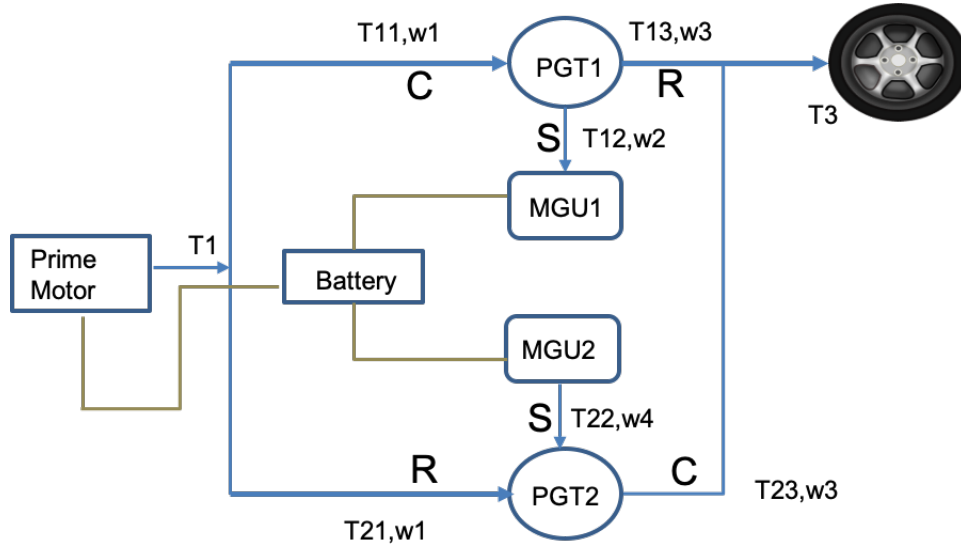 T11,w1
T13,w3
PGT1
C
R
T3
S
T12,w2
MGU1
T1
Prime
Motor
Battery
MGU2
S
T22,w4
R
C
PGT2
T23,w3
T21,w1